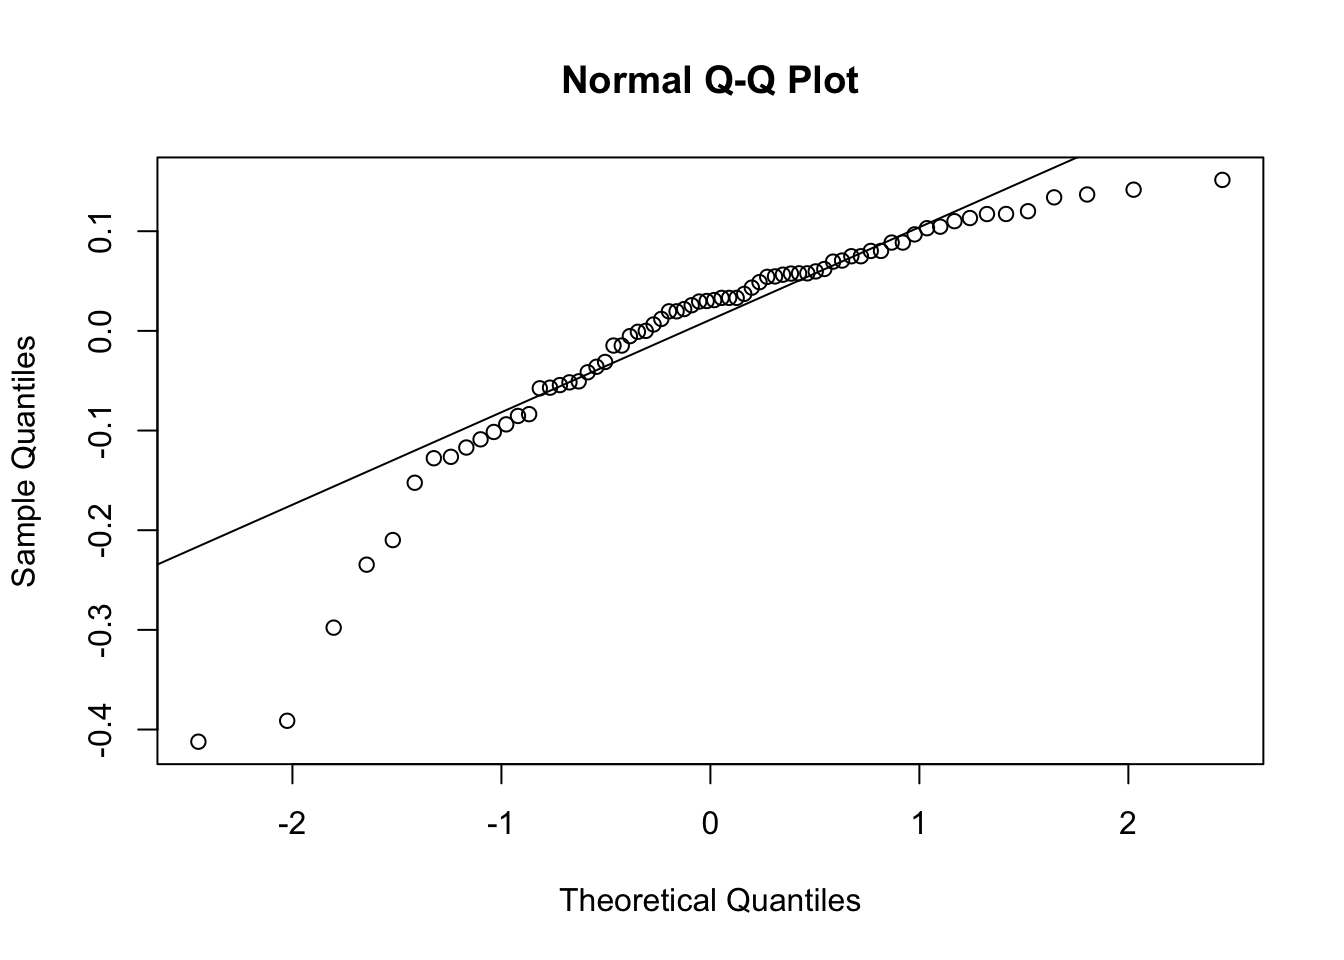 Normal Q-Q Plot
Sample Quantiles
0.1
0.0
-0.1
-0.2
-0.3
-0.4
-2 -1 0 1 2
Theoretical Quantiles